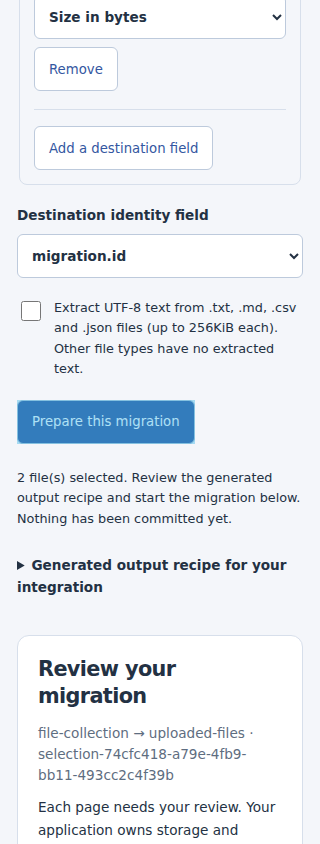 Size in bytes
Remove
Add a destination field
Destination identity field
migration.id
Extract UTF-8 text from .txt, .md, .csv
and .json files (up to 256KiB each).
Other file types have no extracted
text.
Prepare this migration
2 file(s) selected. Review the generated
output recipe and start the migration below.
Nothing has been committed yet.
Generated output recipe for your
integration
Review your
migration
file-collection → uploaded-files ·
selection-74cfc418-a79e-4fb9-
bb11-493cc2c4f39b
Each page needs your review. Your
application owns storage and